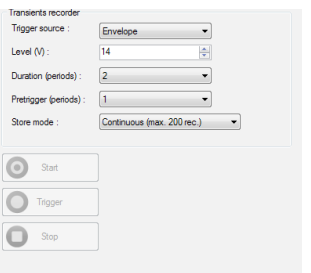 Transients recorder
Trigger source : Envelope
Level (V) : 14
Duration (periods) : 2
Pretrigger (periods) : 1
Store mode : Continuous (max. 200 rec.)
Start
Trigger
Stop